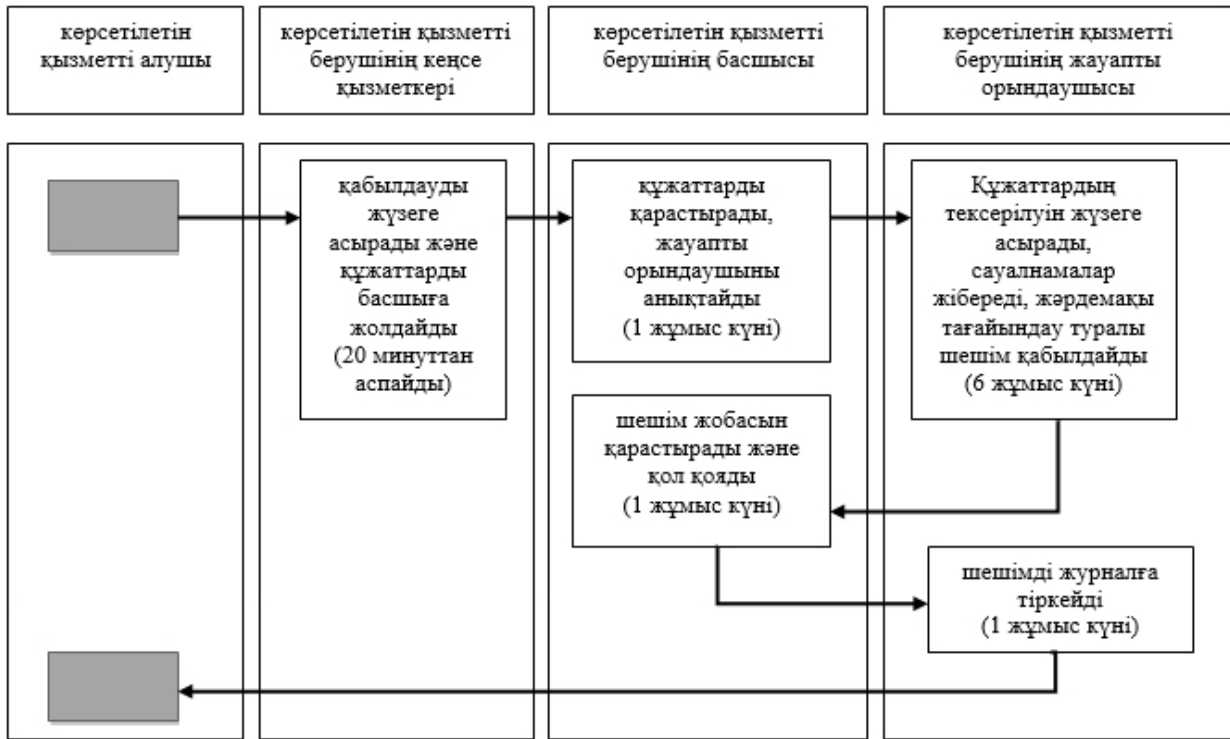 көрсетілетін
қызметті алушы
көрсетілетін қызметті
берушінің кеңсе
қызметкері
көрсетілетін қызметті
берушінің басшысы
көрсетілетін қызметті
берушінің жауапты
орындаушысы
қабылдауды
жүзеге
асырады және
құжаттарды
басшыға
жолдайды
(20 минуттан
аспайды)
құжаттарды
қарастырады,
жауапты
орындаушыны
анықтайды
(1 жұмыс күні)
Құжаттардың
тексерілуін жүзеге
асырады,
сауалнамалар
жібереді, жәрдемақы
тағайындау туралы
шешім қабылдайды
(6 жұмыс күні)
шешім жобасын
қарастырады және
қол қояды
(1 жұмыс күні)
шешімді журналға
тіркейді
(1 жұмыс күні)